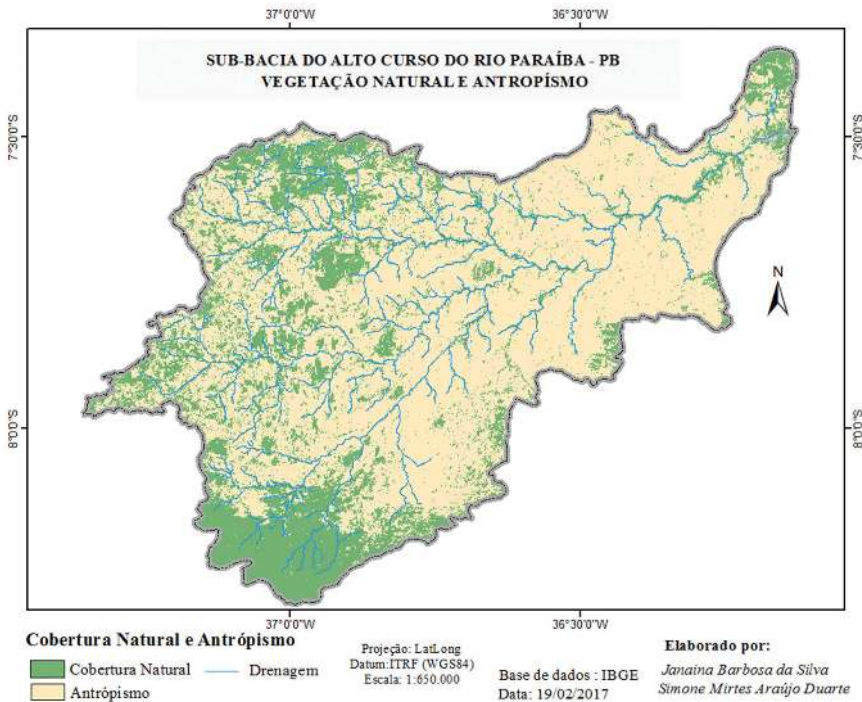 37°0'0"W 36°30'0"W
SUB-BACIA DO ALTO CURSO DO RIO PARAÍBA - PB
VEGETAÇÃO NATURAL E ANTROPÍSMO
7°30'0"S 7°30'0"S
N
8°0'0"S 8°0'0"S
37°0'0"W 36°30'0"W
Cobertura Natural e Antrópismo
Cobertura Natural
Drenagem
Antrópismo
Projeção: LatLong
Datum:ITRF (WGS84)
Escala: 1:650.000
Base de dados : IBGE
Data: 19/02/2017
Elaborado por:
Janaina Barbosa da Silva
Simone Mirtes Araújo Duarte